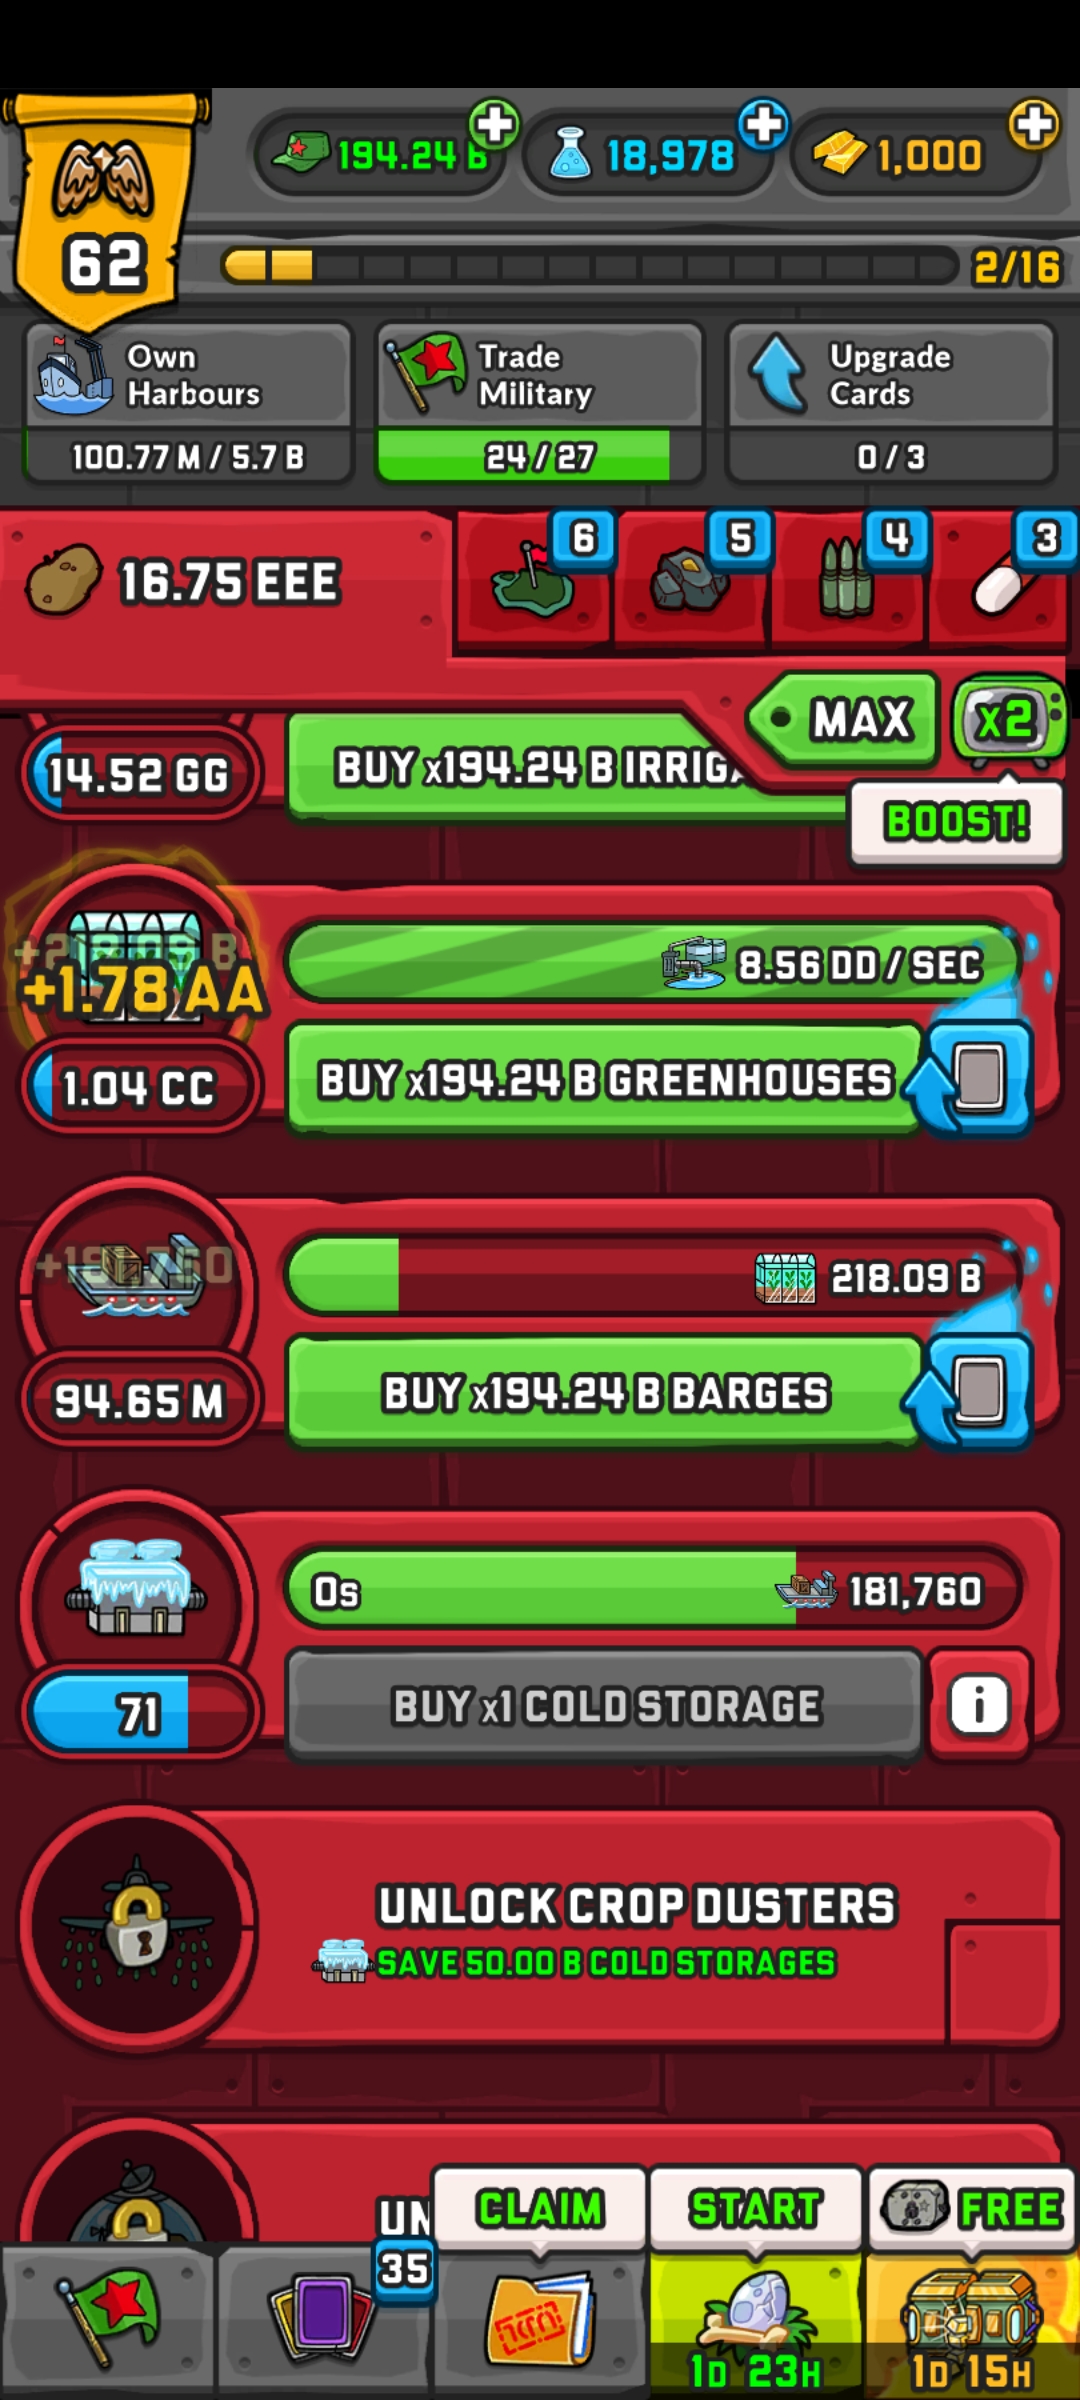 194.24 B
18,978
1,000
62
2/16
Own
Harbours
Trade
Military
Upgrade
Cards
100.77 M / 5.7 B
24 / 27
0 / 3
16.75 EEE
6
5
4
3
MAX
x2
14.52 GG
BUY x194.24 B
BOOST!
+218.09 B
+1.78 AA
8.56 DD / SEC
1.04 CC
BUY x194.24 B GREENHOUSES
218.09 B
94.65 M
BUY x194.24 B BARGES
0s
181,760
71
BUY x1 COLD STORAGE
i
UNLOCK CROP DUSTERS
SAVE 50.00 B COLD STORAGES
CLAIM
START
FREE
35
1D 23H
1D 15H